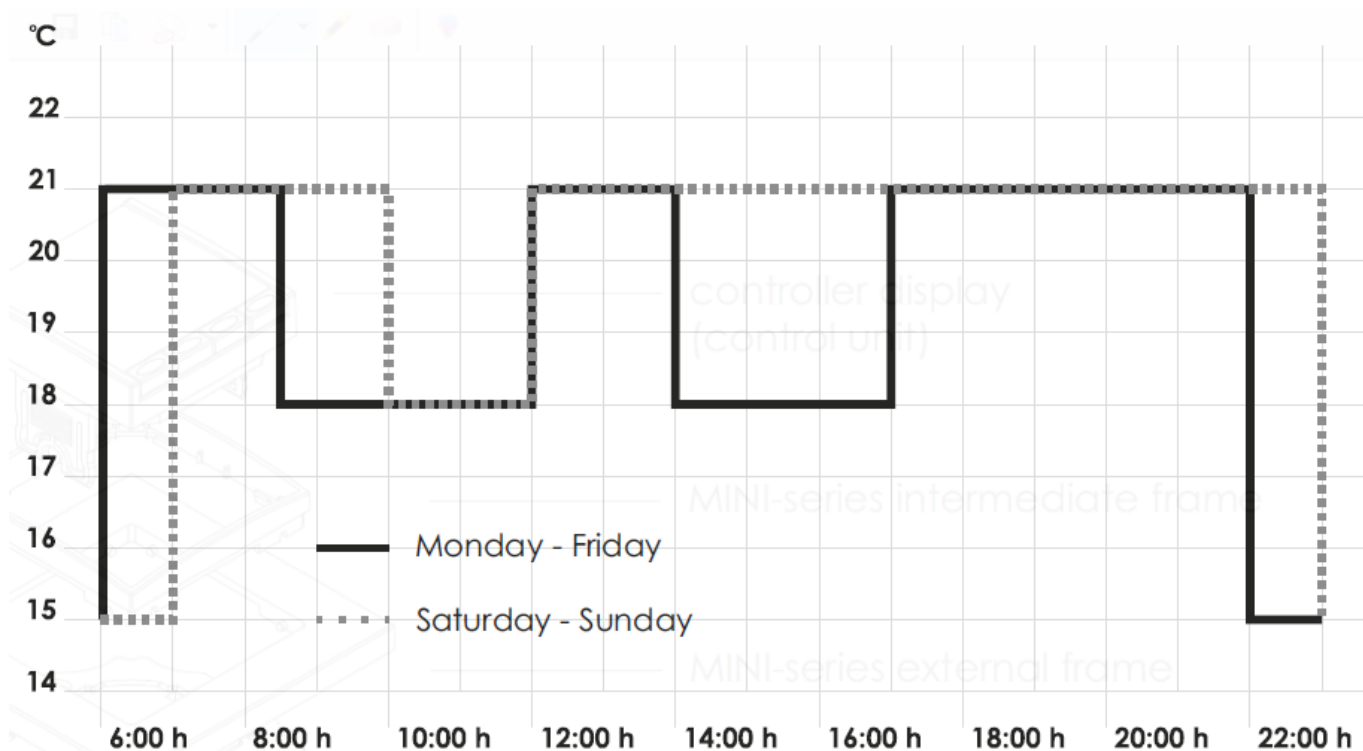 °C
22
21
20
19
18
17
16
15
14
controller display
(control unit)
MINI-series intermediate frame
Monday - Friday
Saturday - Sunday
MINI-series external frame
6:00 h 8:00 h 10:00 h 12:00 h 14:00 h 16:00 h 18:00 h 20:00 h 22:00 h